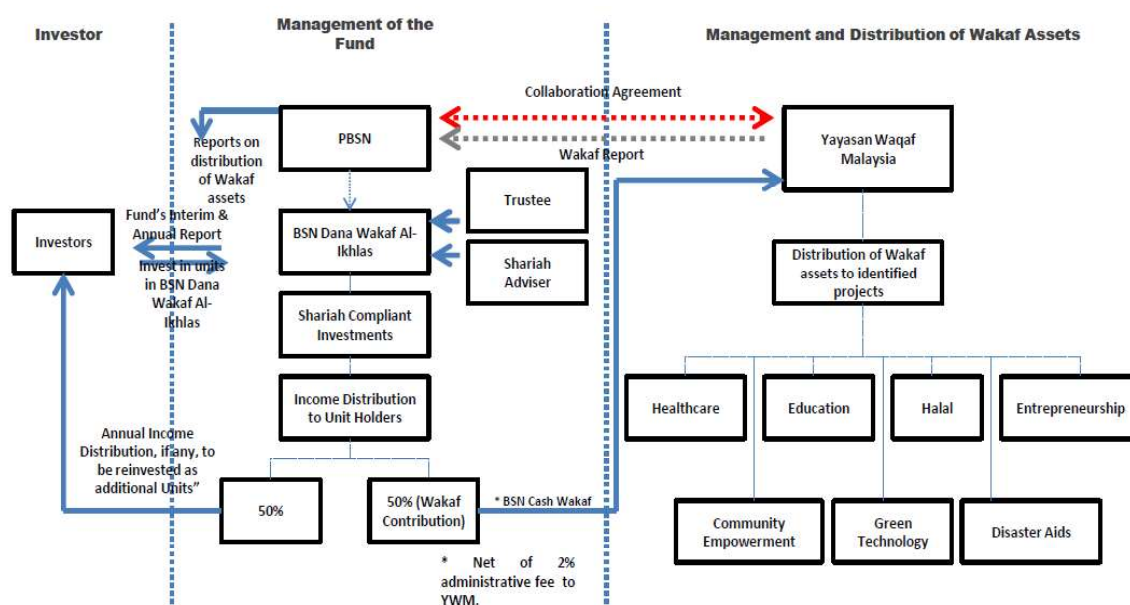 Investor
Management of the
Fund
Management and Distribution of Wakaf Assets
Collaboration Agreement
PBSN
Wakaf Report
Yayasan Waqaf
Malaysia
Reports on
distribution
of Wakaf
assets
Trustee
Fund's Interim &
Annual Report
Investors
BSN Dana Wakaf Al-
Ikhlas
Invest in units
in BSN Dana
Wakaf Al-
Ikhlas
Shariah
Adviser
Distribution of Wakaf
assets to identified
projects
Shariah Compliant
Investments
Income Distribution
to Unit Holders
Healthcare
Education
Halal
Entrepreneurship
Annual Income
Distribution, if any, to
be reinvested as
additional Units”
50%
50% (Wakaf
Contribution)
* BSN Cash Wakaf
Community
Empowerment
Green
Technology
Disaster Aids
* Net of 2%
administrative fee to
YWM.